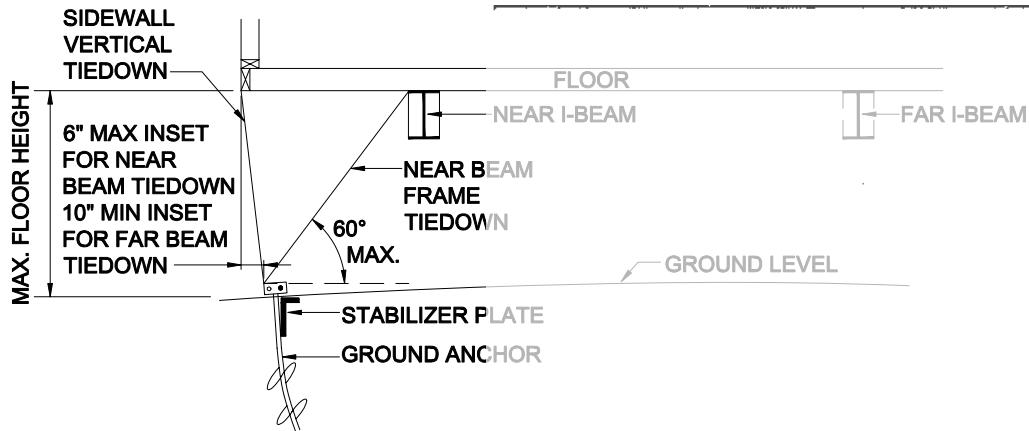 SIDEWALL
VERTICAL
TIEDOWN
FLOOR
MAX. FLOOR HEIGHT
6" MAX INSET
FOR NEAR
BEAM TIEDOWN
10" MIN INSET
FOR FAR BEAM
TIEDOWN
NEAR I-BEAM
FAR I-BEAM
NEAR BEAM
FRAME
TIEDOWN
60°
MAX.
GROUND LEVEL
STABILIZER PLATE
GROUND ANCHOR